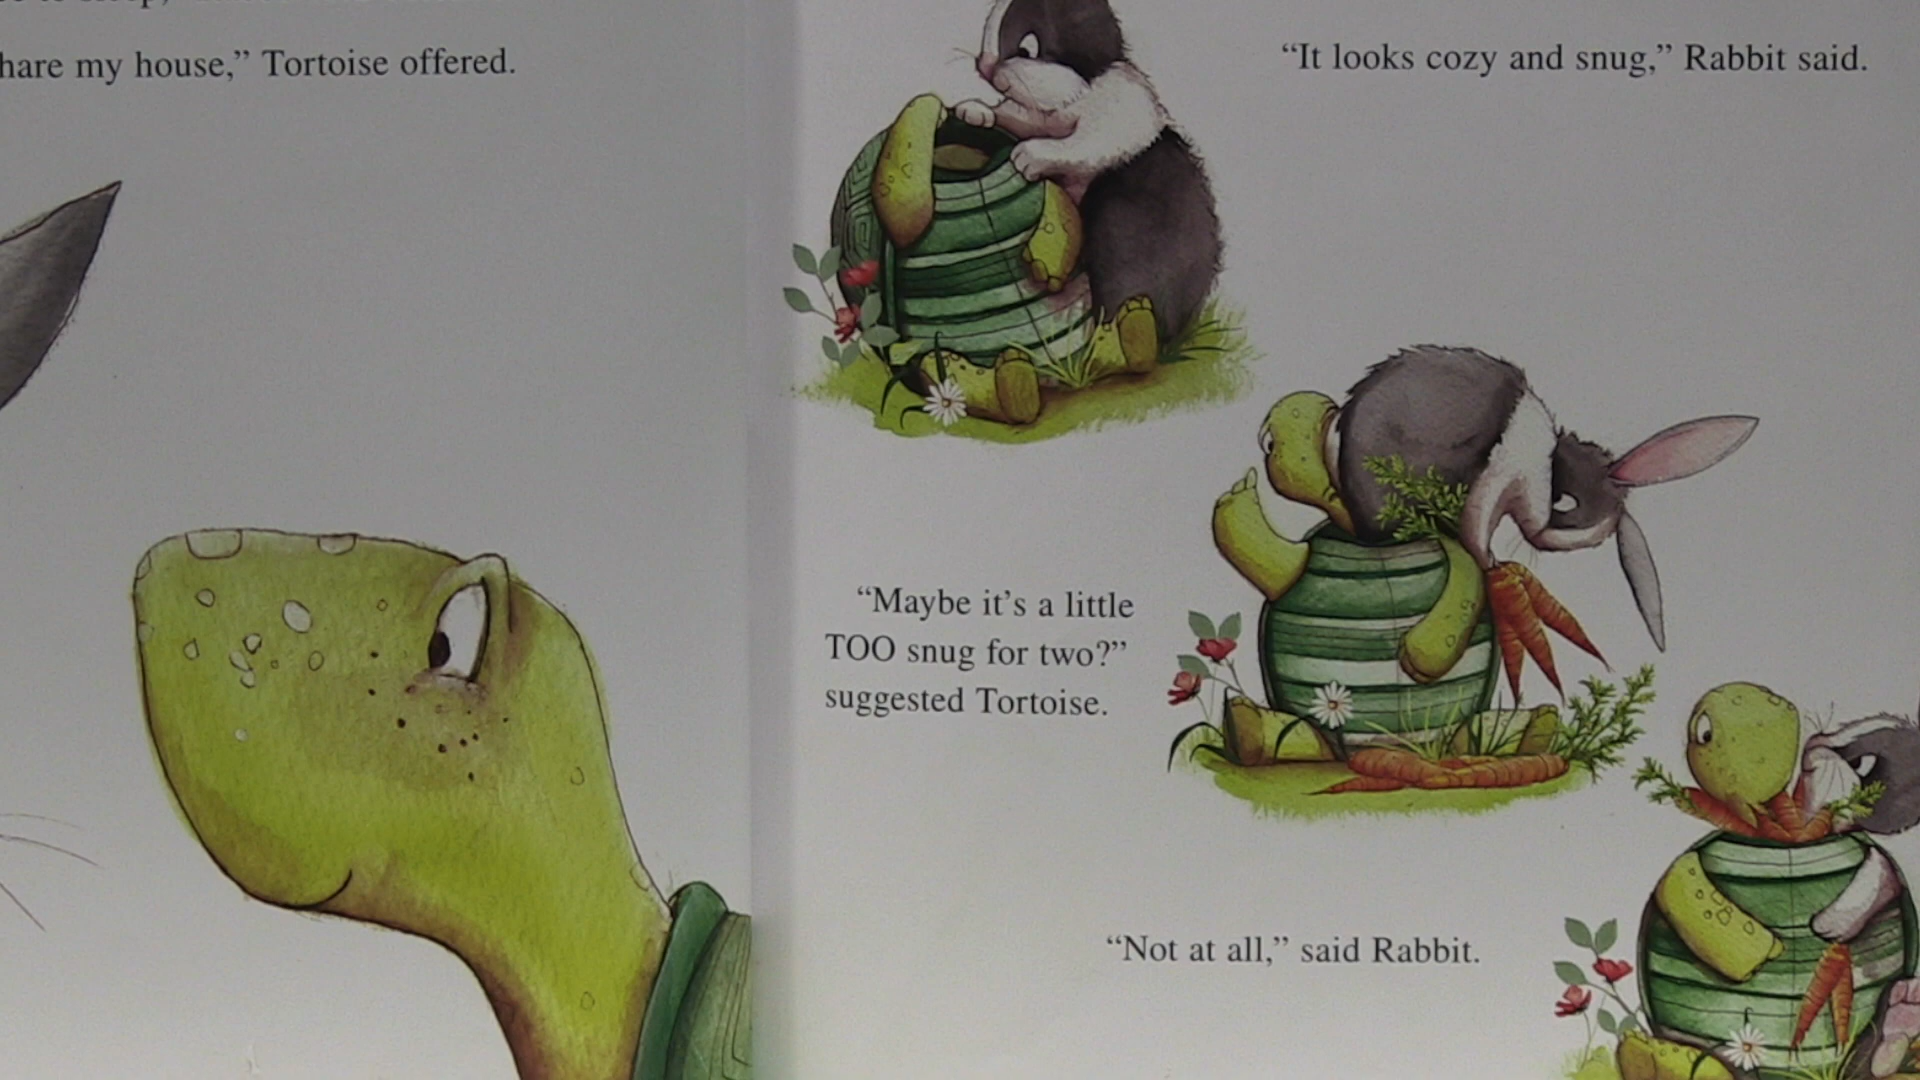 hare my house,” Tortoise offered.
“It looks cozy and snug,” Rabbit said.
“Maybe it’s a little
TOO snug for two?”
suggested Tortoise.
“Not at all,” said Rabbit.